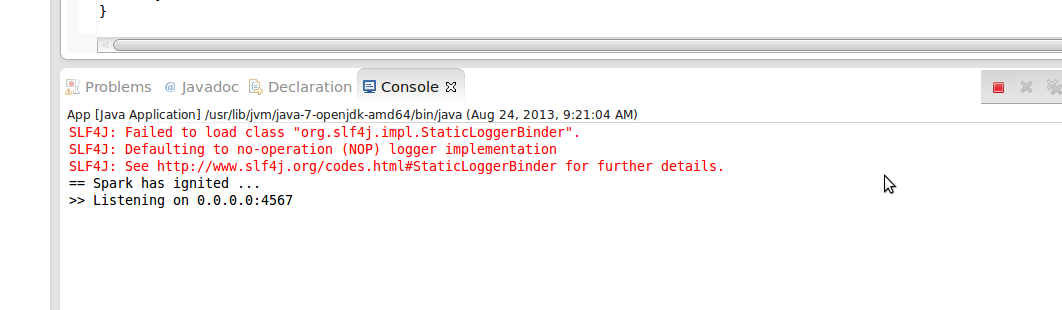 }
Problems @ Javadoc Declaration Console
App [Java Application] /usr/lib/jvm/java-7-openjdk-amd64/bin/java (Aug 24, 2013, 9:21:04 AM)
SLF4J: Failed to load class "org.slf4j.impl.StaticLoggerBinder".
SLF4J: Defaulting to no-operation (NOP) logger implementation
SLF4J: See http://www.slf4j.org/codes.html#StaticLoggerBinder for further details.
== Spark has ignited ...
>> Listening on 0.0.0.0:4567